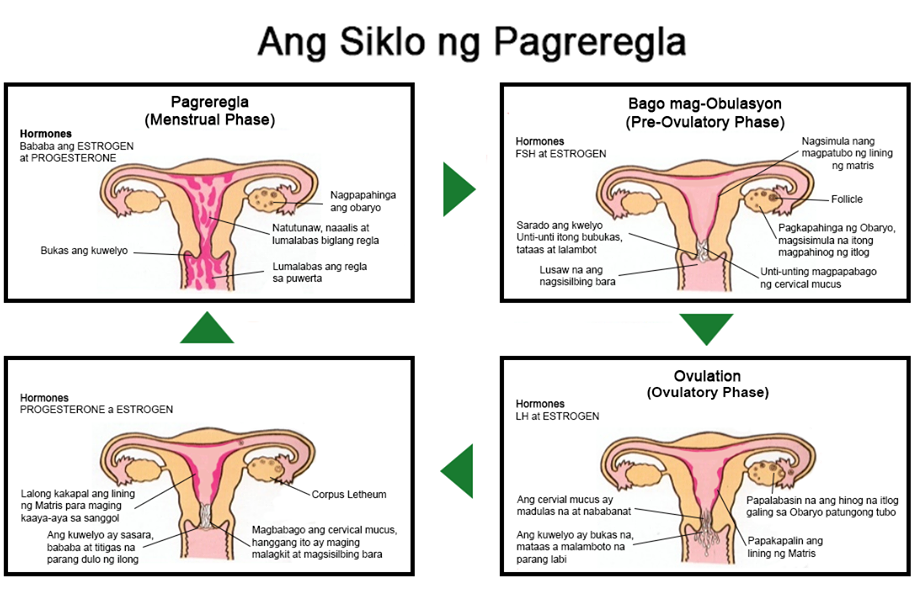 Ang Siklo ng Pagreregla
Pagreregla
(Menstrual Phase)
Hormones
Bababa ang ESTROGEN
at PROGESTERONE
Nagpapahinga
ang obaryo
Natutunaw, naaalis at
lumalabas bilang regla
Bukas ang kuwelyo
Lumalabas ang regla
sa puwerta
Bago mag-Obulasyon
(Pre-Ovulatory Phase)
Hormones
FSH at ESTROGEN
Nagsimula nang
magpatubo ng lining
ng matris
Follicle
Sarado ang kwelyo
Unti-unti itong bubukas,
tataas at lalambot
Pagkapahinga ng Obaryo,
magsisimula na itong
magpahinog ng itlog
Lusaw na ang
nagsisilbing bara
Unti-unting magpapabago
ng cervical mucus
Hormones
PROGESTERONE a ESTROGEN
Lalong kakapal ang lining
ng Matris para maging
kaaya-aya sa sanggol
Corpus Letheum
Ang kuwelyo ay sasara,
bababa at titigas na
parang dulo ng ilong
Magbabago ang cervical mucus,
hanggang ito ay maging
malagkit at magsisilbing bara
Ovulation
(Ovulatory Phase)
Hormones
LH at ESTROGEN
Ang cervial mucus ay
madulas na at nababanat
Papalabasin na ang hinog na itlog
galing sa Obaryo patungong tubo
Ang kuwelyo ay bukas na,
mataas a malamboto na
parang labi
Papakapalin ang
lining ng Matris